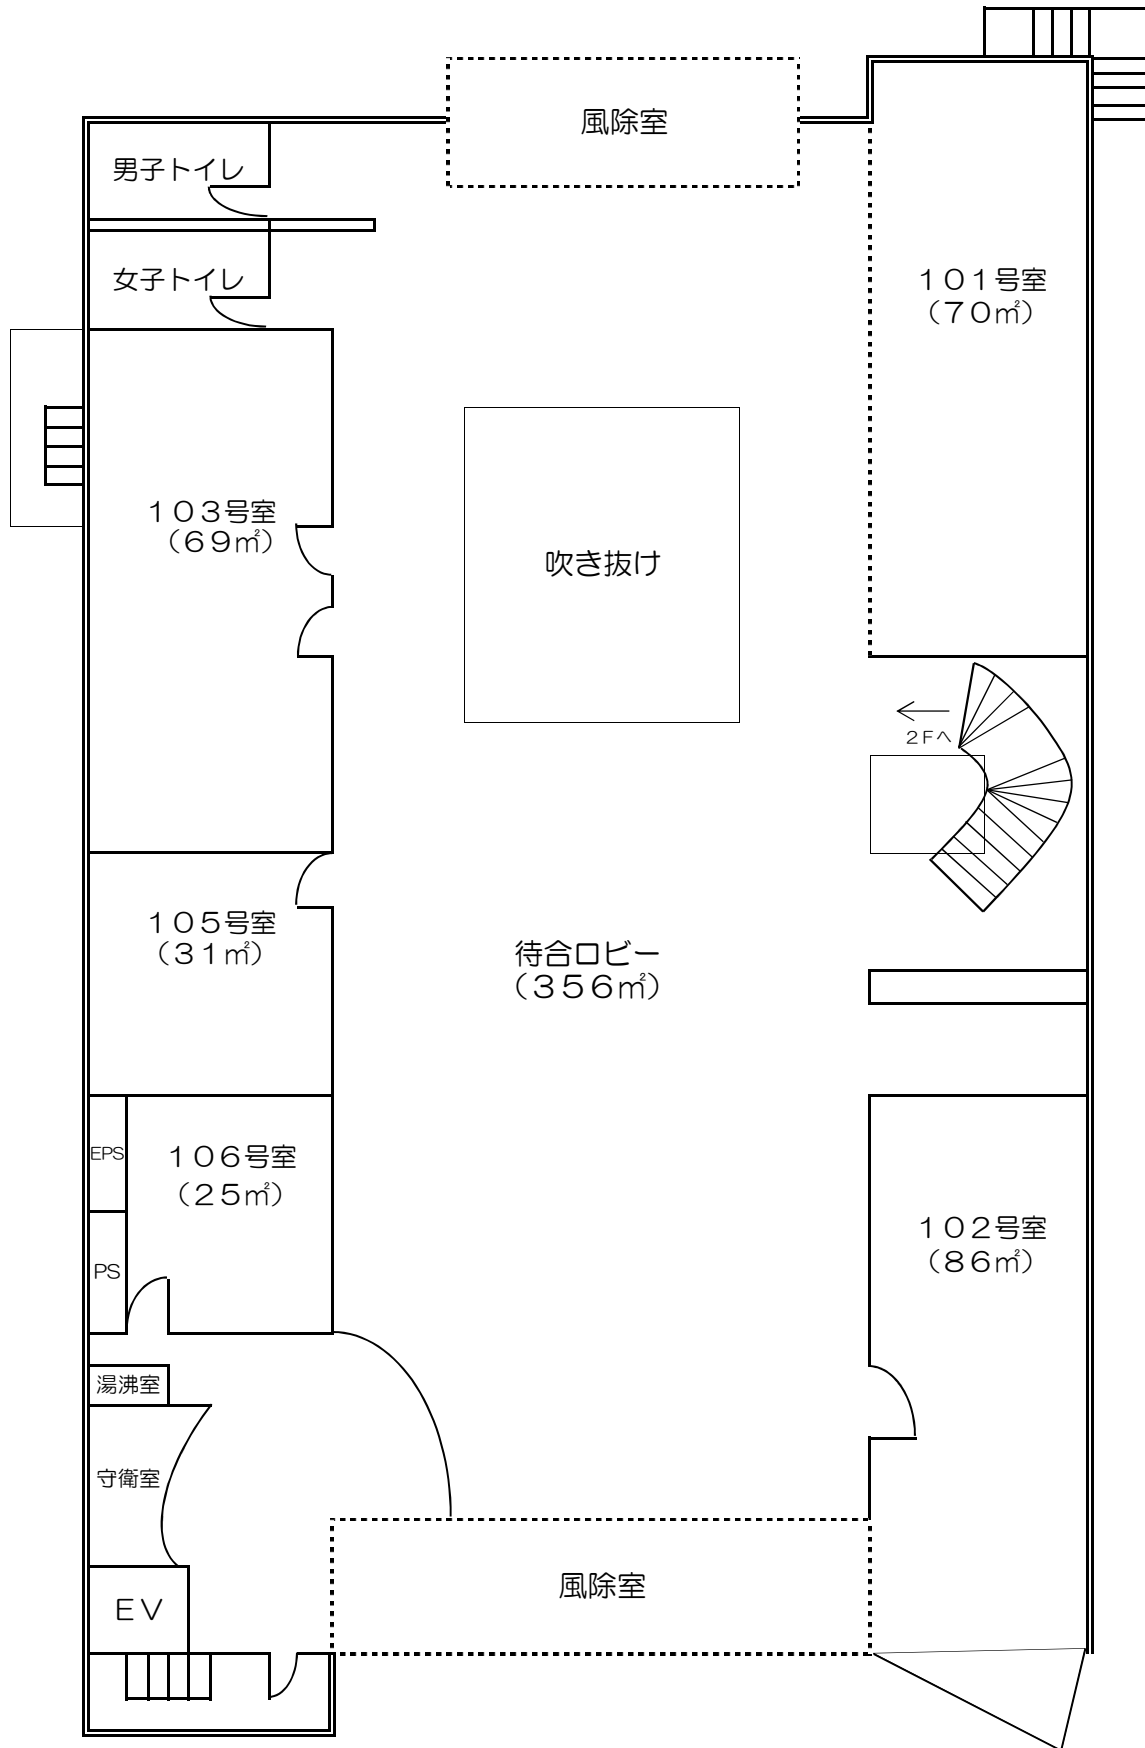 風除室
男子トイレ
女子トイレ
１０１号室
（７０㎡）
１０３号室
（６９㎡）
吹き抜け
２Fへ
１０５号室
（３１㎡）
待合ロビー
（３５６㎡）
EPS
１０６号室
（２５㎡）
PS
１０２号室
（８６㎡）
湯沸室
守衛室
風除室
ＥＶ